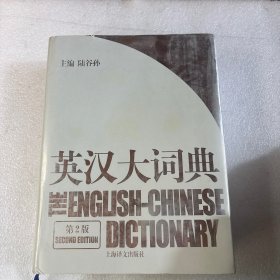 主编 陆谷孙
英汉大词典
THE ENGLISH-CHINESE
DICTIONARY
第2版
SECOND EDITION
上海译文出版社